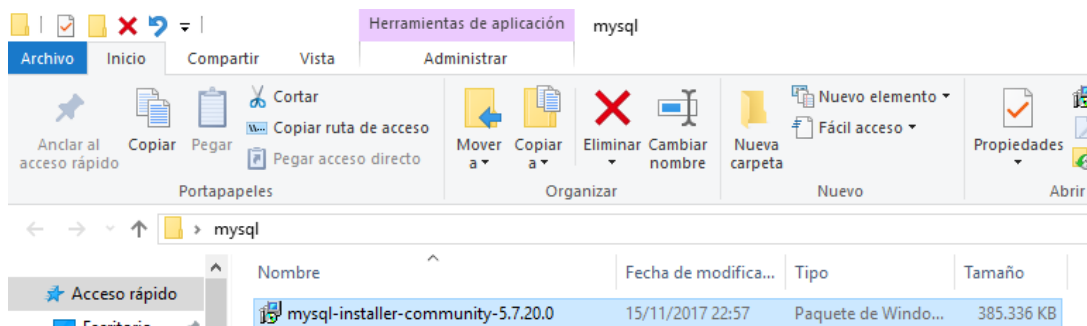 Herramientas de aplicación mysql
Archivo Inicio Compartir Vista Administrar
Anclar al acceso rápido
Copiar
Pegar
Cortar
Copiar ruta de acceso
Pegar acceso directo
Mover a
Copiar a
Eliminar
Cambiar nombre
Nueva carpeta
Nuevo elemento
Fácil acceso
Propiedades
Portapapeles Organizar Nuevo Abrir
mysql
Nombre Fecha de modifica... Tipo Tamaño
Acceso rápido
mysql-installer-community-5.7.20.0 15/11/2017 22:57 Paquete de Windo... 385.336 KB
Escritorio